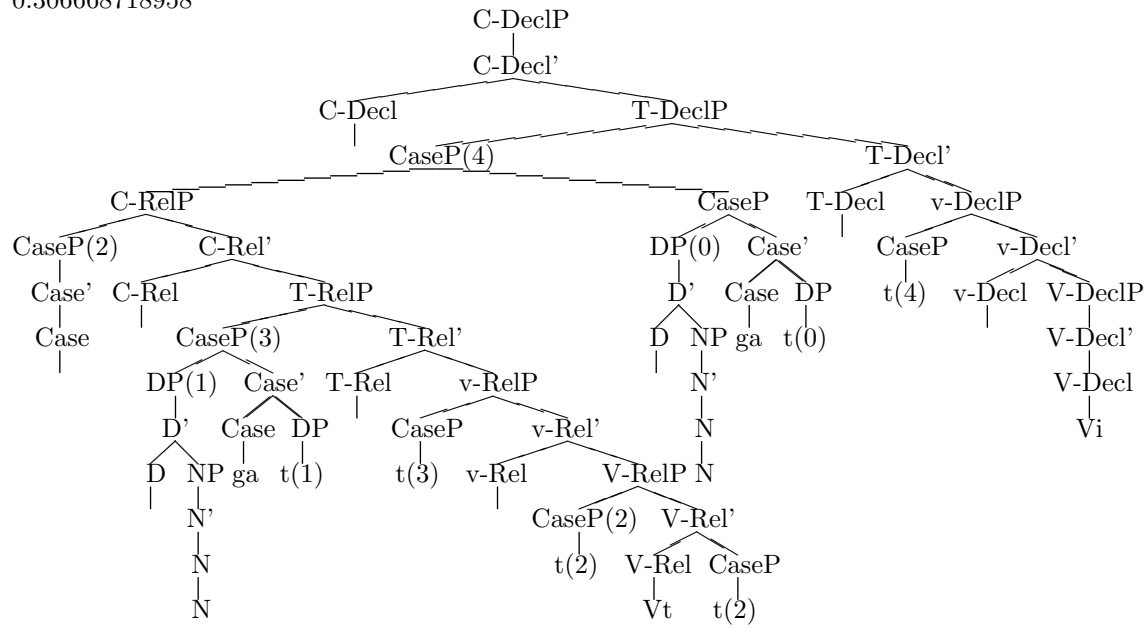 0.306668718958
C-DeclP
C-Decl’
C-Decl T-DeclP
CaseP(4) T-Decl’
C-RelP CaseP T-Decl v-DeclP
CaseP(2) C-Rel’ DP(0) Case’ CaseP v-Decl’
Case’ C-Rel T-RelP D’ Case DP t(4) v-Decl V-DeclP
Case CaseP(3) T-Rel’ D NP ga t(0) V-Decl’
DP(1) Case’ T-Rel v-RelP N’ V-Decl
D’ Case DP CaseP v-Rel’ N Vi
D NP ga t(1) t(3) v-Rel V-RelP N
N’ CaseP(2) V-Rel’
N t(2) V-Rel CaseP
N Vt t(2)